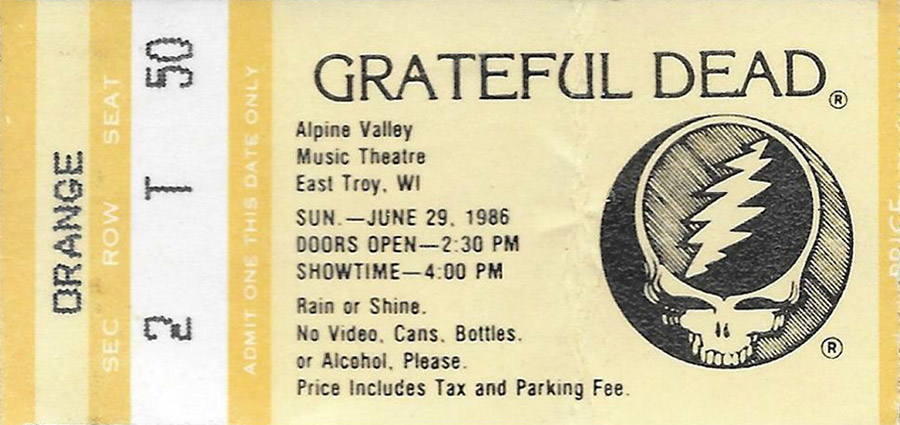 ORANGE
SEC ROW SEAT
2 T 50
ADMIT ONE THIS DATE ONLY
GRATEFUL DEAD ®
Alpine Valley
Music Theatre
East Troy, WI
SUN.—JUNE 29, 1986
DOORS OPEN—2:30 PM
SHOWTIME—4:00 PM
Rain or Shine.
No Video, Cans, Bottles.
or Alcohol, Please.
Price Includes Tax and Parking Fee.
®
PRICE